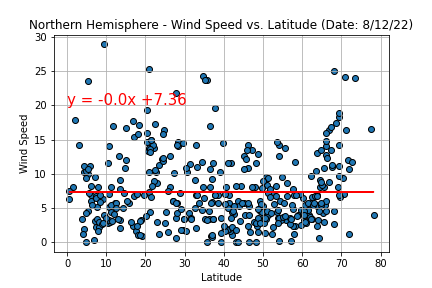 Northern Hemisphere - Wind Speed vs. Latitude (Date: 8/12/22)
30
25
20
15
10
5
0
Wind Speed
y = -0.0x +7.36
0 10 20 30 40 50 60 70 80
Latitude